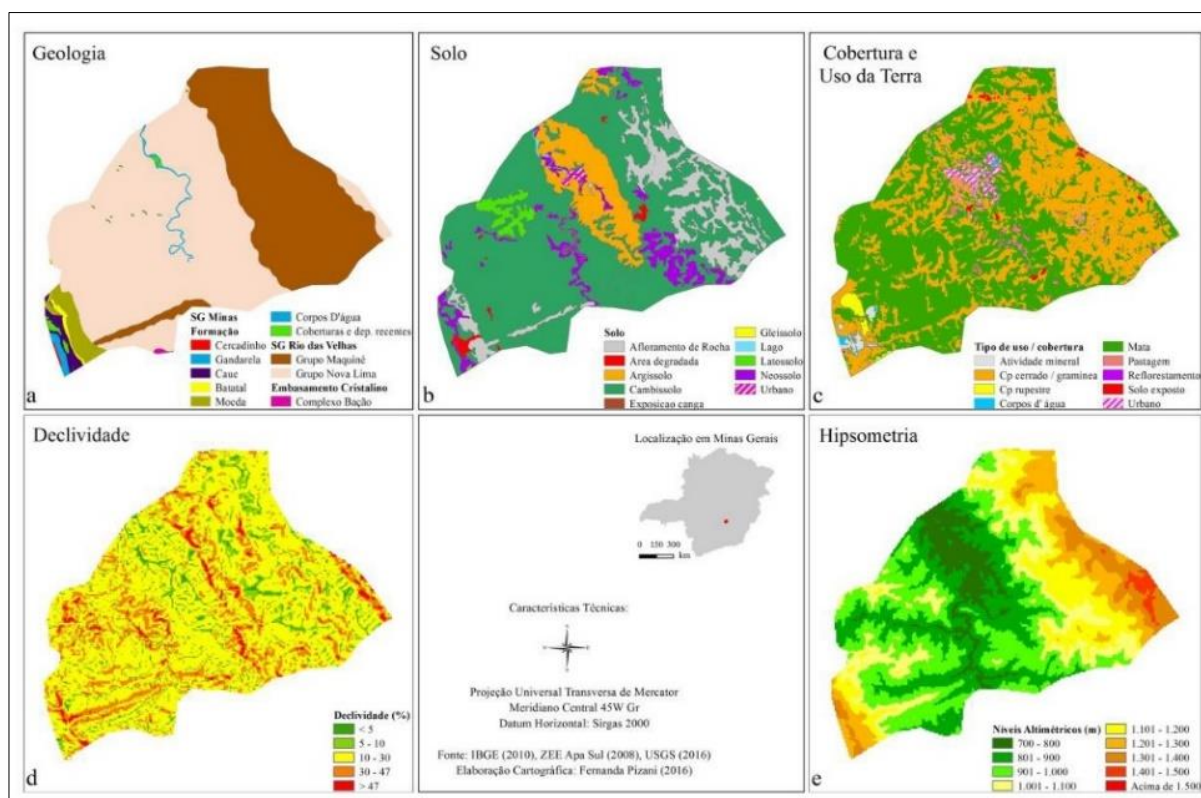 Geologia
SG Minas
Formação
Cercadinho
Gandarela
Caue
Batatal
Moeda
Corpos D'água
Coberturas e dep. recentes
SG Rio das Velhas
Grupo Maquiné
Grupo Nova Lima
Embasamento Cristalino
Complexo Bação
a
Solo
Solo
Afloramento de Rocha
Area degradada
Argissolo
Cambissolo
Exposicao canga
Gleissolo
Lago
Latossolo
Neossolo
Urbano
b
Cobertura e
Uso da Terra
Tipo de uso / cobertura
Atividade mineral
Cp cerrado / graminea
Cp rupestre
Corpos d' água
Mata
Pastagem
Reflorestamento
Solo exposto
Urbano
c
Declividade
Declividade (%)
< 5
5 - 10
10 - 30
30 - 47
> 47
d
Localização em Minas Gerais
0 150 300
km
Características Técnicas:
Projeção Universal Transversa de Mercator
Meridiano Central 45W Gr
Datum Horizontal: Sirgas 2000
Fonte: IBGE (2010), ZEE Apa Sul (2008), USGS (2016)
Elaboração Cartográfica: Fernanda Pizani (2016)
Hipsometria
Níveis Altimétricos (m)
700 - 800
801 - 900
901 - 1.000
1.001 - 1.100
1.101 - 1.200
1.201 - 1.300
1.301 - 1.400
1.401 - 1.500
Acima de 1.500
e